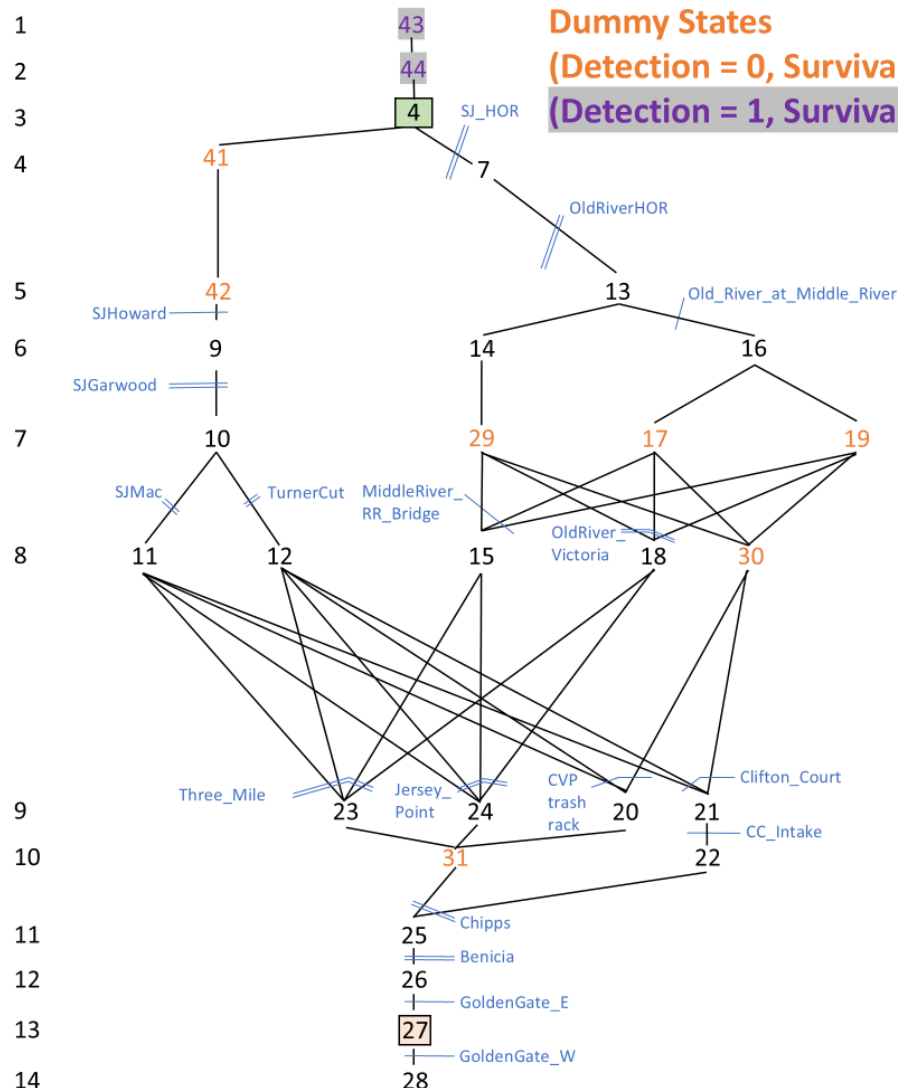 1 43 Dummy States
2 44 (Detection = 0, Surviva
3 4 SJ_HOR (Detection = 1, Surviva
4 41 7
OldRiverHOR
5 42 13 Old_River_at_Middle_River
SJHoward
6 9 14 16
SJGarwood
7 10 29 17 19
SJMac TurnerCut MiddleRiver_
RR_Bridge OldRiver_
Victoria
8 11 12 15 18 30
Three_Mile Jersey_
Point CVP
trash
rack Clifton_Court
9 23 24 20 21
CC_Intake
10 31 22
Chipps
11 25
Benicia
12 26
GoldenGate_E
13 27
GoldenGate_W
14 28